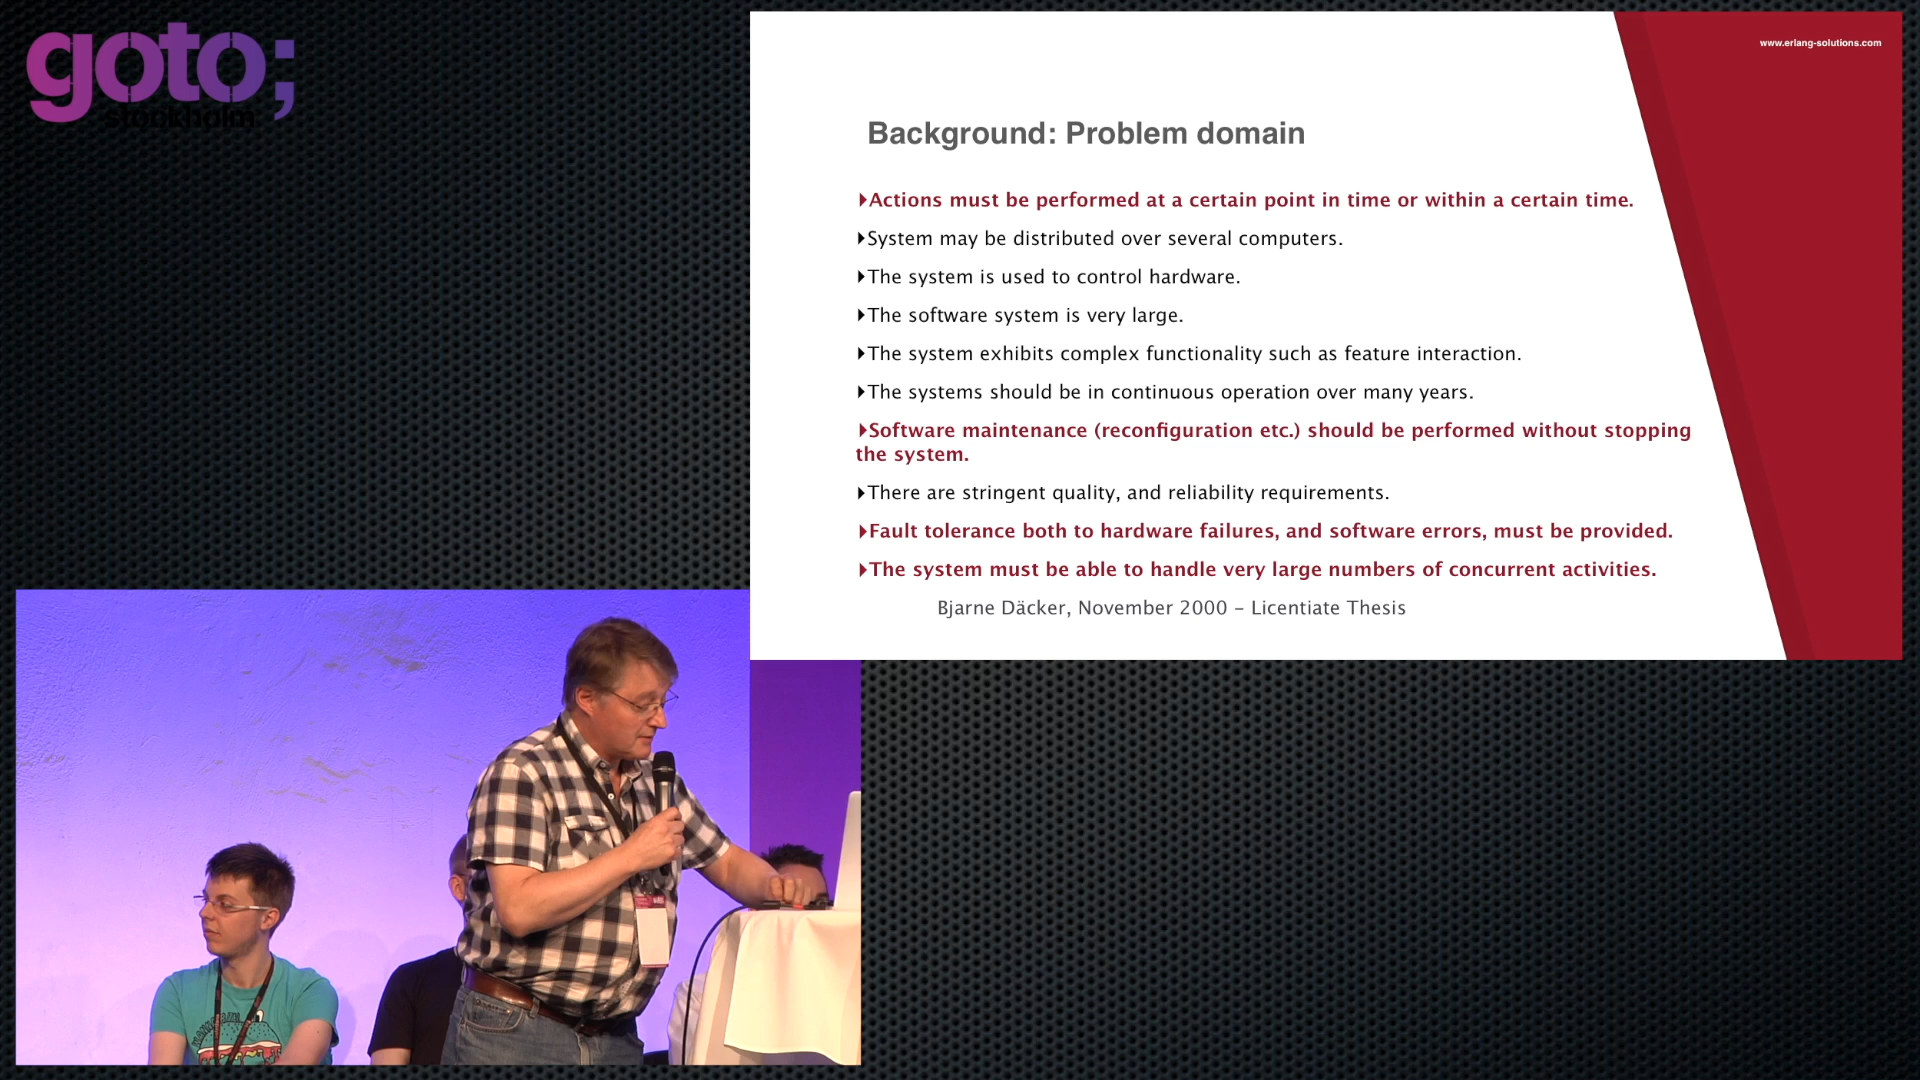 goto;
stockholm
www.erlang-solutions.com
Background: Problem domain
Actions must be performed at a certain point in time or within a certain time.
System may be distributed over several computers.
The system is used to control hardware.
The software system is very large.
The system exhibits complex functionality such as feature interaction.
The systems should be in continuous operation over many years.
Software maintenance (reconfiguration etc.) should be performed without stopping
the system.
There are stringent quality, and reliability requirements.
Fault tolerance both to hardware failures, and software errors, must be provided.
The system must be able to handle very large numbers of concurrent activities.
Bjarne Däcker, November 2000 – Licentiate Thesis